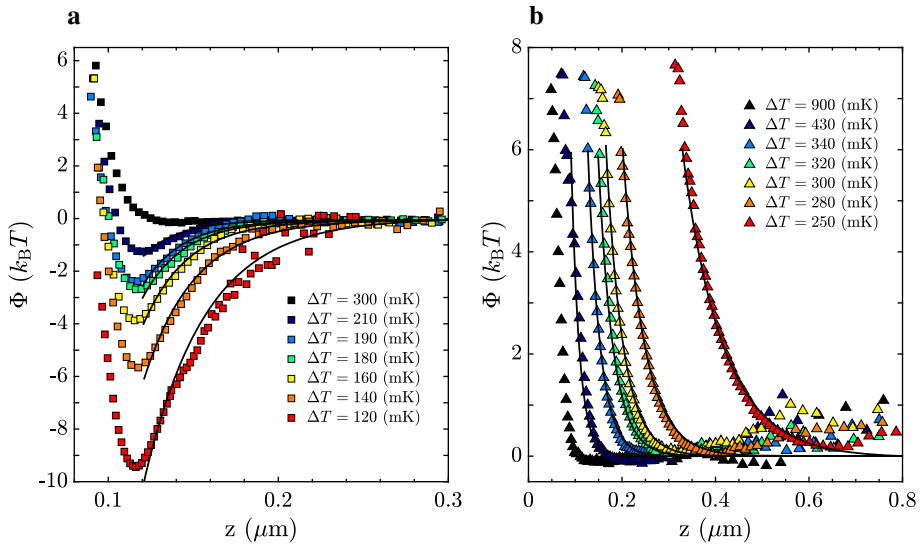 a
6
4
2
0
-2
-4
-6
-8
-10
0.1
0.2
0.3
Φ (k_BT)
z (μm)
ΔT = 300 (mK)
ΔT = 210 (mK)
ΔT = 190 (mK)
ΔT = 180 (mK)
ΔT = 160 (mK)
ΔT = 140 (mK)
ΔT = 120 (mK)
b
8
6
4
2
0
0
0.2
0.4
0.6
0.8
Φ (k_BT)
z (μm)
ΔT = 900 (mK)
ΔT = 430 (mK)
ΔT = 340 (mK)
ΔT = 320 (mK)
ΔT = 300 (mK)
ΔT = 280 (mK)
ΔT = 250 (mK)